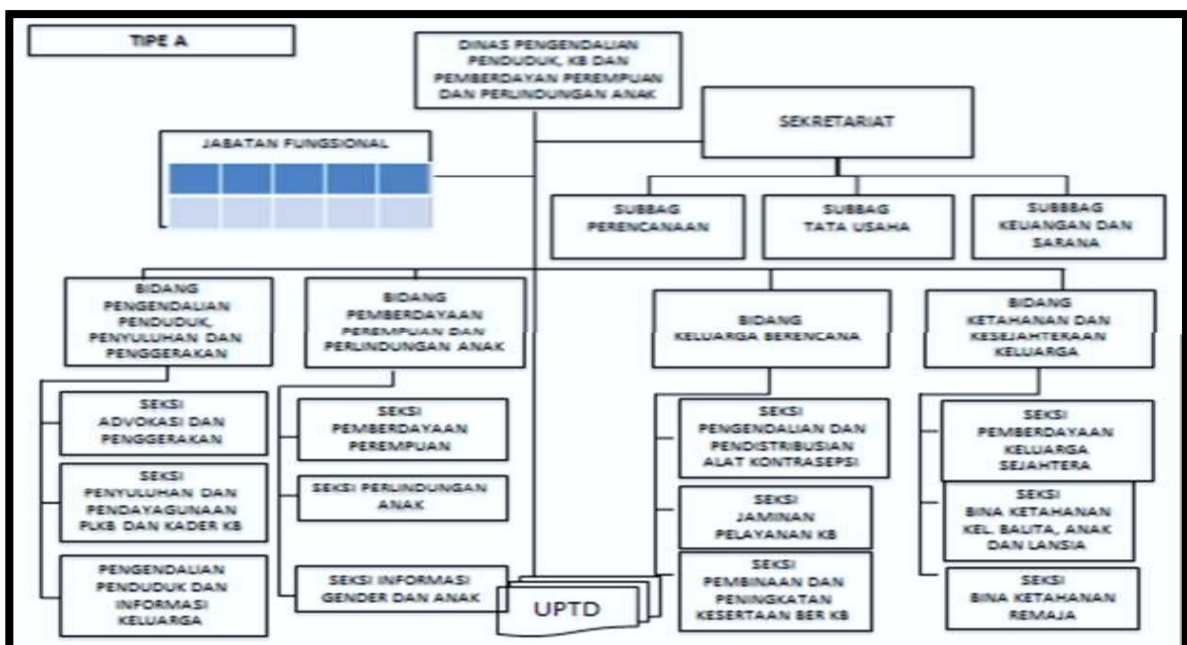 TIPE A
DINAS PENGENDALIAN
PENDUDUK, KB DAN
PEMBERDAYAN PEREMPUAN
DAN PERLINDUNGAN ANAK
SEKRETARIAT
JABATAN FUNGSIONAL
SUBBAG
PERENCANAAN
SUBBAG
TATA USAHA
SUBBBAG
KEUANGAN DAN
SARANA
BIDANG
PENGENDALIAN
PENDUDUK,
PENYULUHAN DAN
PENGGERAKAN
BIDANG
PEMBERDAYAAN
PEREMPUAN DAN
PERLINDUNGAN ANAK
BIDANG
KELUARGA BERENCANA
BIDANG
KETAHANAN DAN
KESEJAHTERAAN
KELUARGA
SEKSI
ADVOKASI DAN
PENGGERAKAN
SEKSI
PENYULUHAN DAN
PENDAYAGUNAAN
PLKB DAN KADER KB
PENGENDALIAN
PENDUDUK DAN
INFORMASI
KELUARGA
SEKSI
PEMBERDAYAAN
PEREMPUAN
SEKSI PERLINDUNGAN
ANAK
SEKSI INFORMASI
GENDER DAN ANAK
UPTD
SEKSI
PENGENDALIAN DAN
PENDISTRIBUSIAN
ALAT KONTRASEPSI
SEKSI
JAMINAN
PELAYANAN KB
SEKSI
PEMBINAAN DAN
PENINGKATAN
KESERTAAN BER KB
SEKSI
PEMBERDAYAAN
KELUARGA
SEJAHTERA
SEKSI
BINA KETAHANAN
KEL. BALITA, ANAK
DAN LANSIA
SEKSI
BINA KETAHANAN
REMAJA